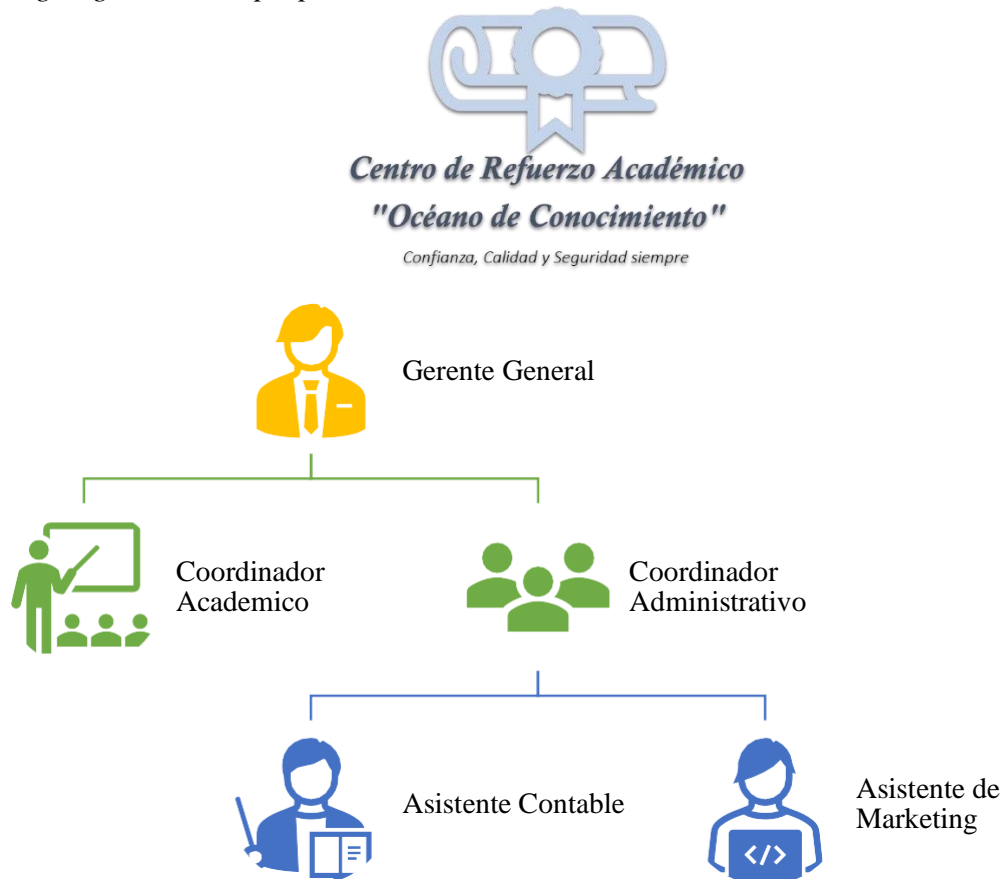 Centro de Refuerzo Académico
"Océano de Conocimiento"
Confianza, Calidad y Seguridad siempre
Gerente General
Coordinador
Academico
Coordinador
Administrativo
Asistente Contable
Asistente de
Marketing